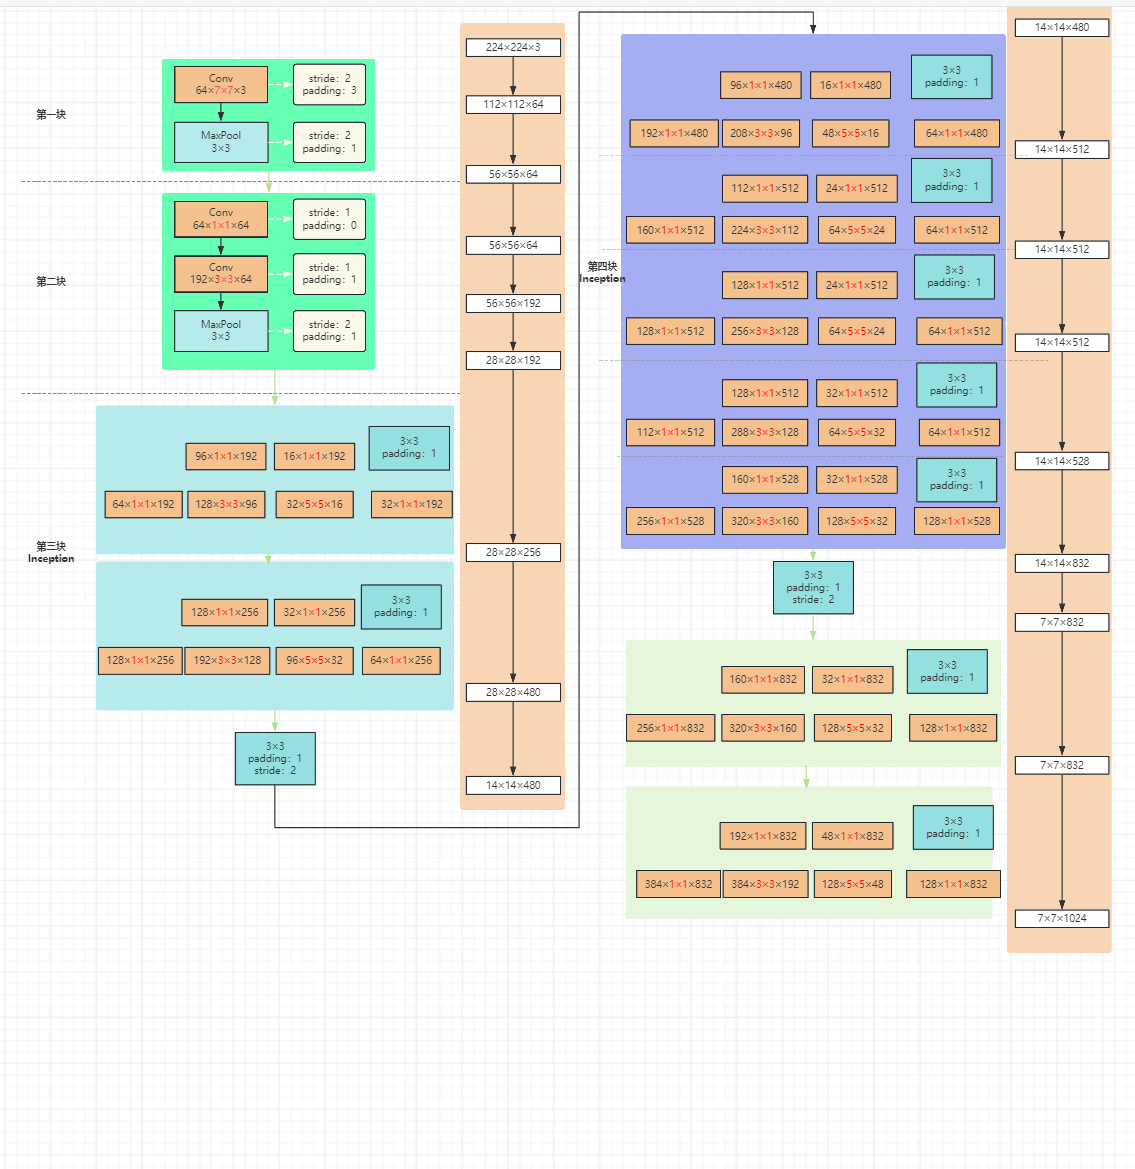 第一块
Conv
64×7×7×3
stride：2
padding：3
MaxPool
3×3
stride：2
padding：1
第二块
Conv
64×1×1×64
stride：1
padding：0
Conv
192×3×3×64
stride：1
padding：1
MaxPool
3×3
stride：2
padding：1
第三块
Inception
96×1×1×192
16×1×1×192
3×3
padding：1
64×1×1×192
128×3×3×96
32×5×5×16
32×1×1×192
128×1×1×256
32×1×1×256
3×3
padding：1
128×1×1×256
192×3×3×128
96×5×5×32
64×1×1×256
3×3
padding：1
stride：2
224×224×3
112×112×64
56×56×64
56×56×64
56×56×192
28×28×192
28×28×256
28×28×480
14×14×480
第四块
Inception
96×1×1×480
16×1×1×480
3×3
padding：1
192×1×1×480
208×3×3×96
48×5×5×16
64×1×1×480
112×1×1×512
24×1×1×512
3×3
padding：1
160×1×1×512
224×3×3×112
64×5×5×24
64×1×1×512
128×1×1×512
24×1×1×512
3×3
padding：1
128×1×1×512
256×3×3×128
64×5×5×24
64×1×1×512
128×1×1×512
32×1×1×512
3×3
padding：1
112×1×1×512
288×3×3×128
64×5×5×32
64×1×1×512
160×1×1×528
32×1×1×528
3×3
padding：1
256×1×1×528
320×3×3×160
128×5×5×32
128×1×1×528
3×3
padding：1
stride：2
160×1×1×832
32×1×1×832
3×3
padding：1
256×1×1×832
320×3×3×160
128×5×5×32
128×1×1×832
192×1×1×832
48×1×1×832
3×3
padding：1
384×1×1×832
384×3×3×192
128×5×5×48
128×1×1×832
14×14×480
14×14×512
14×14×512
14×14×512
14×14×528
14×14×832
7×7×832
7×7×832
7×7×1024